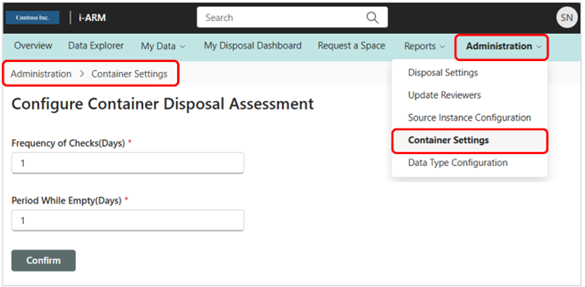 Contoso Inc. | i-ARM Search SN
Overview Data Explorer My Data My Disposal Dashboard Request a Space Reports Administration
Administration > Container Settings
Disposal Settings
Update Reviewers
Source Instance Configuration
Container Settings
Data Type Configuration
Configure Container Disposal Assessment
Frequency of Checks(Days) *
1
Period While Empty(Days) *
1
Confirm